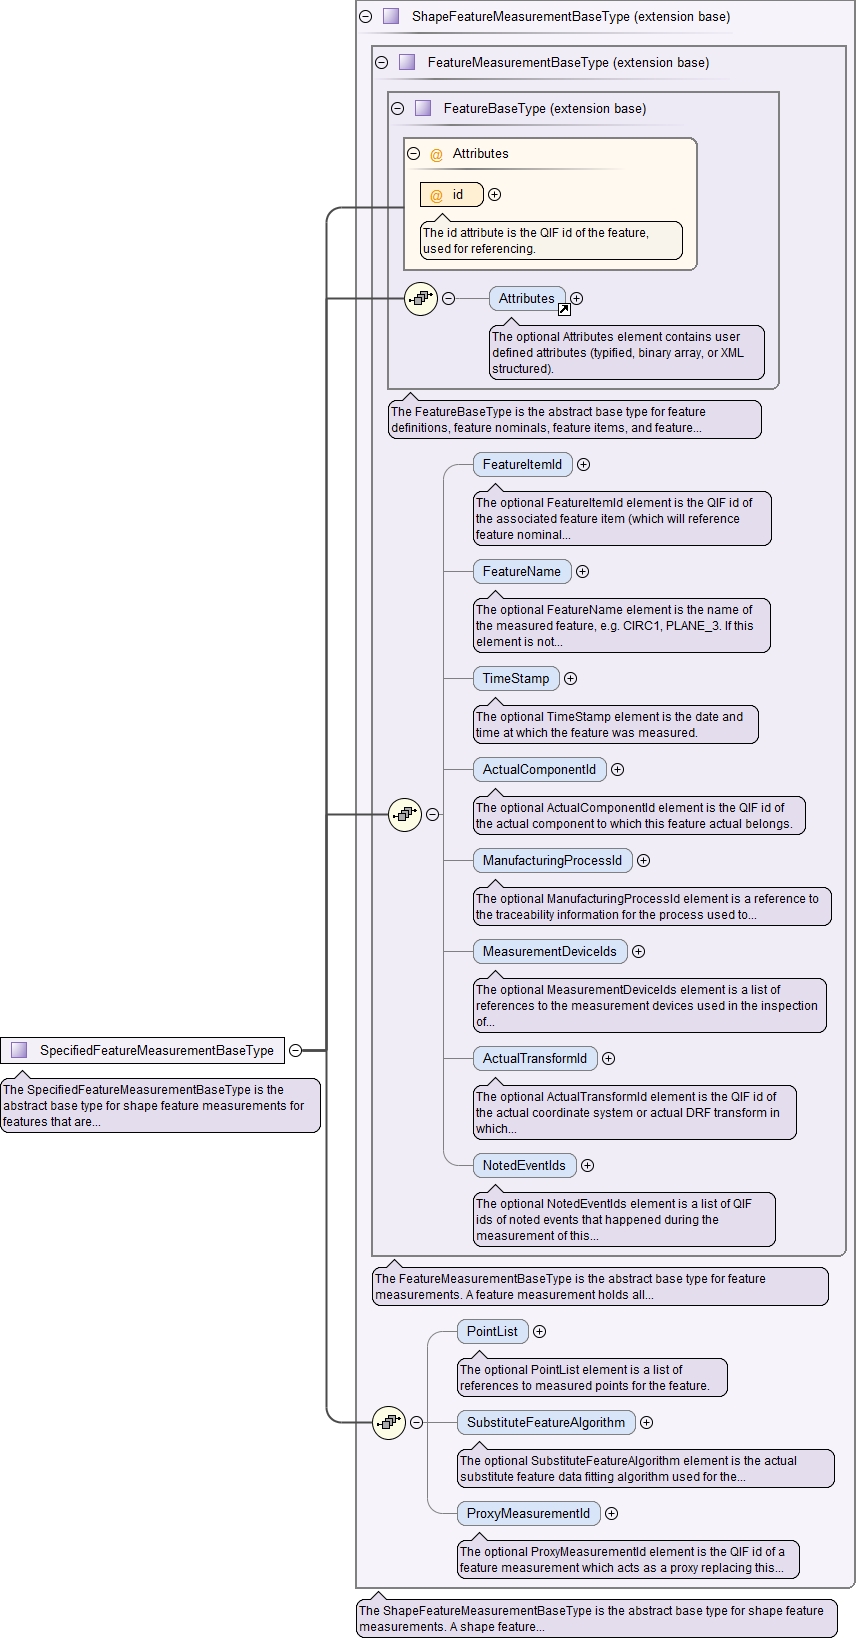 ShapeFeatureMeasurementBaseType (extension base)
FeatureMeasurementBaseType (extension base)
FeatureBaseType (extension base)
@ Attributes
@ id
The id attribute is the QIF id of the feature,
used for referencing.
Attributes
The optional Attributes element contains user
defined attributes (typified, binary array, or XML
structured).
The FeatureBaseType is the abstract base type for feature
definitions, feature nominals, feature items, and feature...
FeatureItemId
The optional FeatureItemId element is the QIF id of
the associated feature item (which will reference
feature nominal...
FeatureName
The optional FeatureName element is the name of
the measured feature, e.g. CIRC1, PLANE_3. If this
element is not...
TimeStamp
The optional TimeStamp element is the date and
time at which the feature was measured.
ActualComponentId
The optional ActualComponentId element is the QIF id of
the actual component to which this feature actual belongs.
ManufacturingProcessId
The optional ManufacturingProcessId element is a reference to
the traceability information for the process used to...
MeasurementDeviceIds
The optional MeasurementDeviceIds element is a list of
references to the measurement devices used in the inspection
of...
SpecifiedFeatureMeasurementBaseType
The SpecifiedFeatureMeasurementBaseType is the
abstract base type for shape feature measurements for
features that are...
ActualTransformId
The optional ActualTransformId element is the QIF id of
the actual coordinate system or actual DRF transform in
which...
NotedEventIds
The optional NotedEventIds element is a list of QIF
ids of noted events that happened during the
measurement of this...
The FeatureMeasurementBaseType is the abstract base type for feature
measurements. A feature measurement holds all...
PointList
The optional PointList element is a list of
references to measured points for the feature.
SubstituteFeatureAlgorithm
The optional SubstituteFeatureAlgorithm element is the actual
substitute feature data fitting algorithm used for the...
ProxyMeasurementId
The optional ProxyMeasurementId element is the QIF id of a
feature measurement which acts as a proxy replacing this...
The ShapeFeatureMeasurementBaseType is the abstract base type for shape feature
measurements. A shape feature...